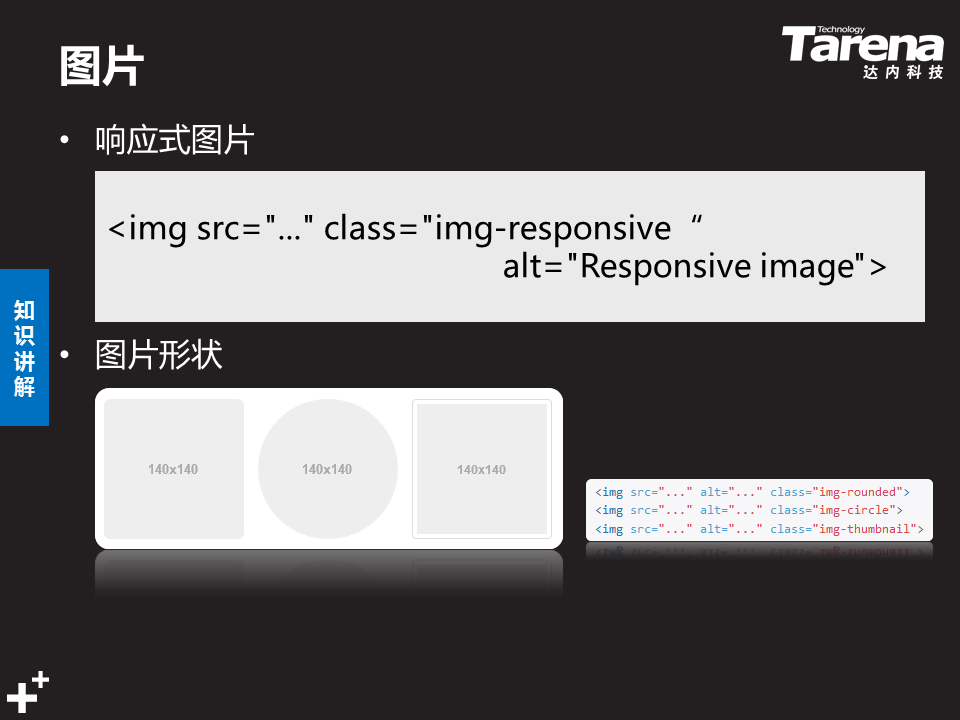 图片
Technology
Tarena
达内科技
• 响应式图片
<img src="..." class="img-responsive“
alt="Responsive image">
知识讲解
• 图片形状
140x140 140x140 140x140
<img src="..." alt="..." class="img-rounded">
<img src="..." alt="..." class="img-circle">
<img src="..." alt="..." class="img-thumbnail">